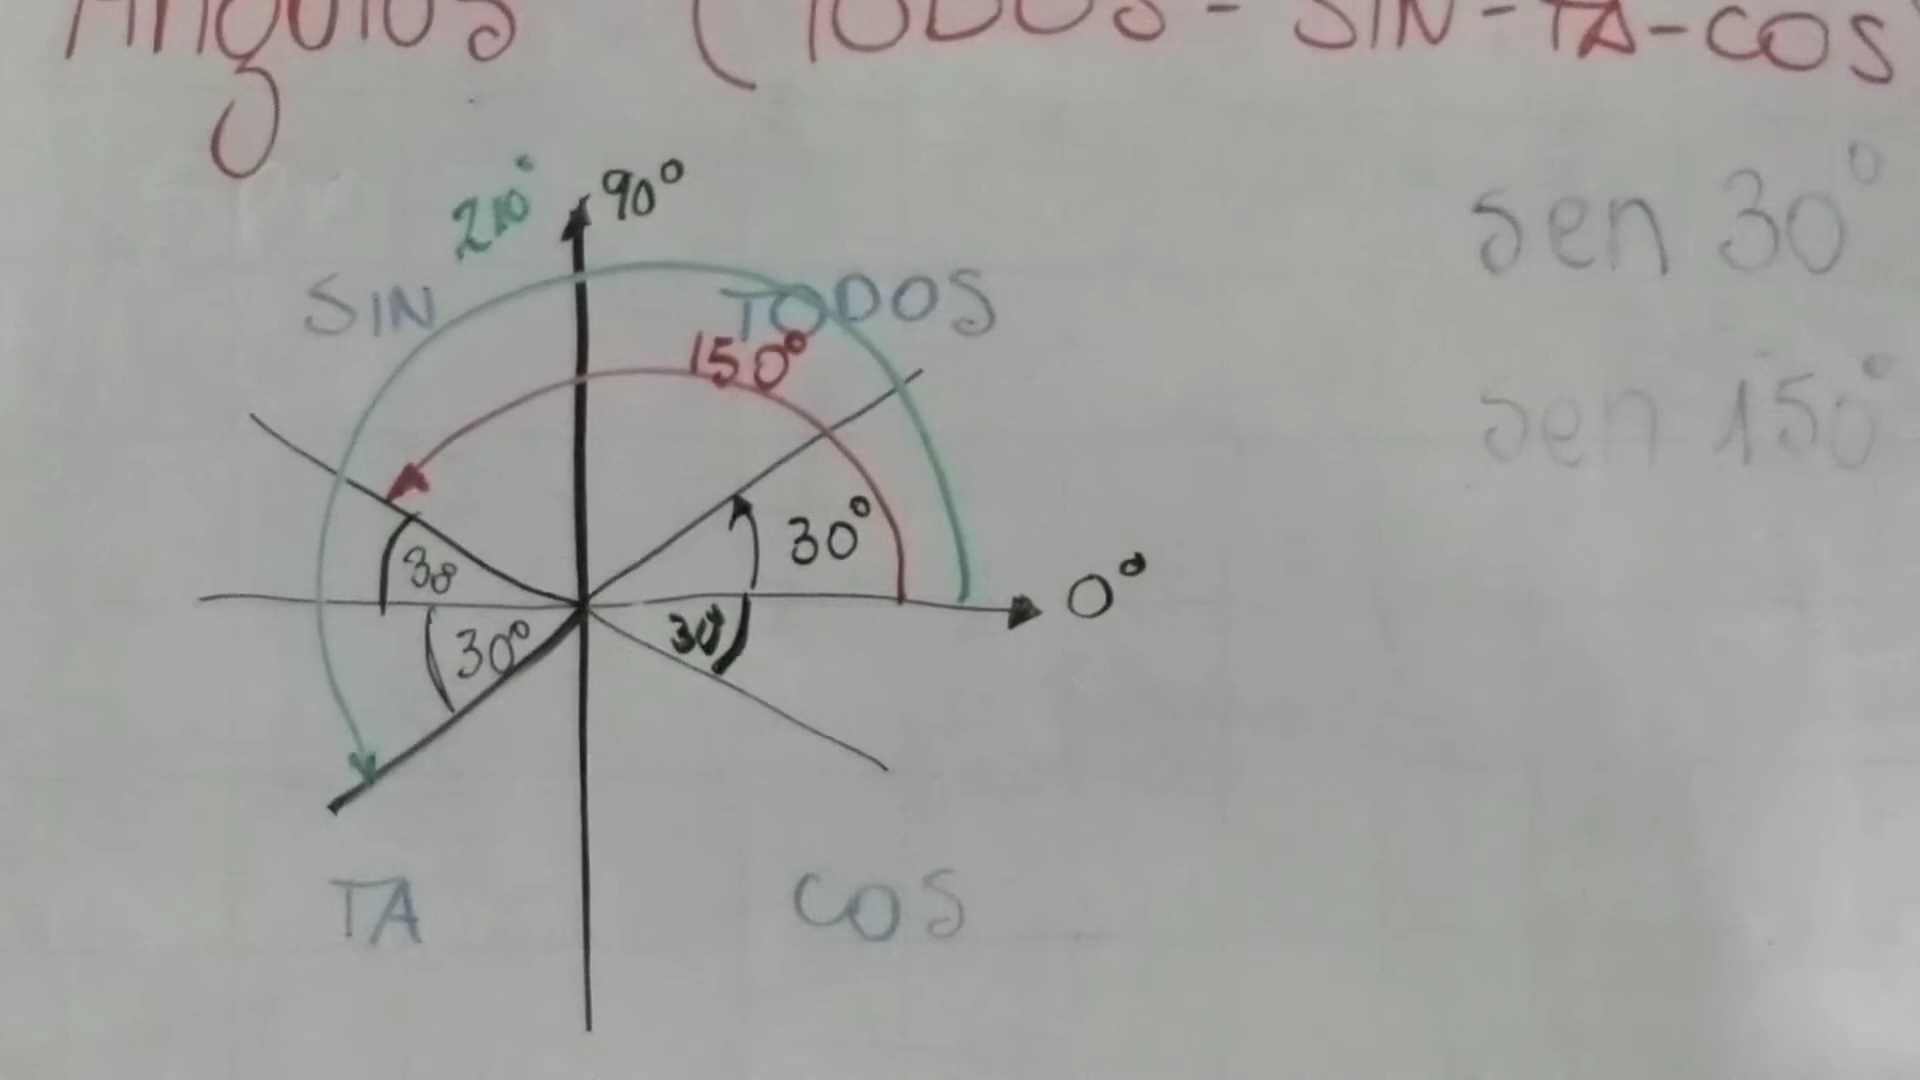 Angulos (TODOS - SIN - TA - COS
210° 90°
sen 30°
SIN TODOS
150°
sen 150°
30°
30
0°
30° 30°
TA COS